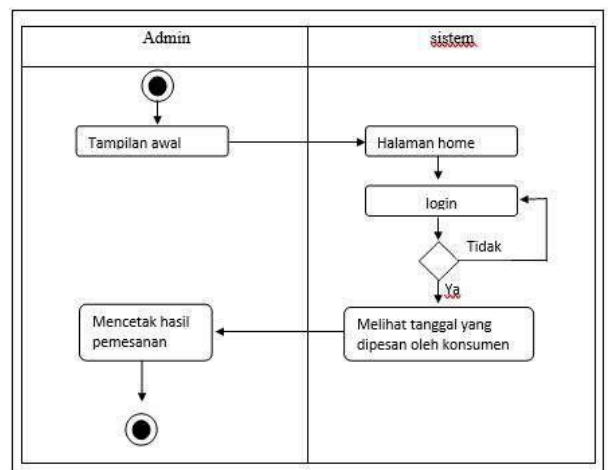 Admin
sistem
Tampilan awal
Halaman home
login
Tidak
Ya
Melihat tanggal yang
dipesan oleh konsumen
Mencetak hasil
pemesanan